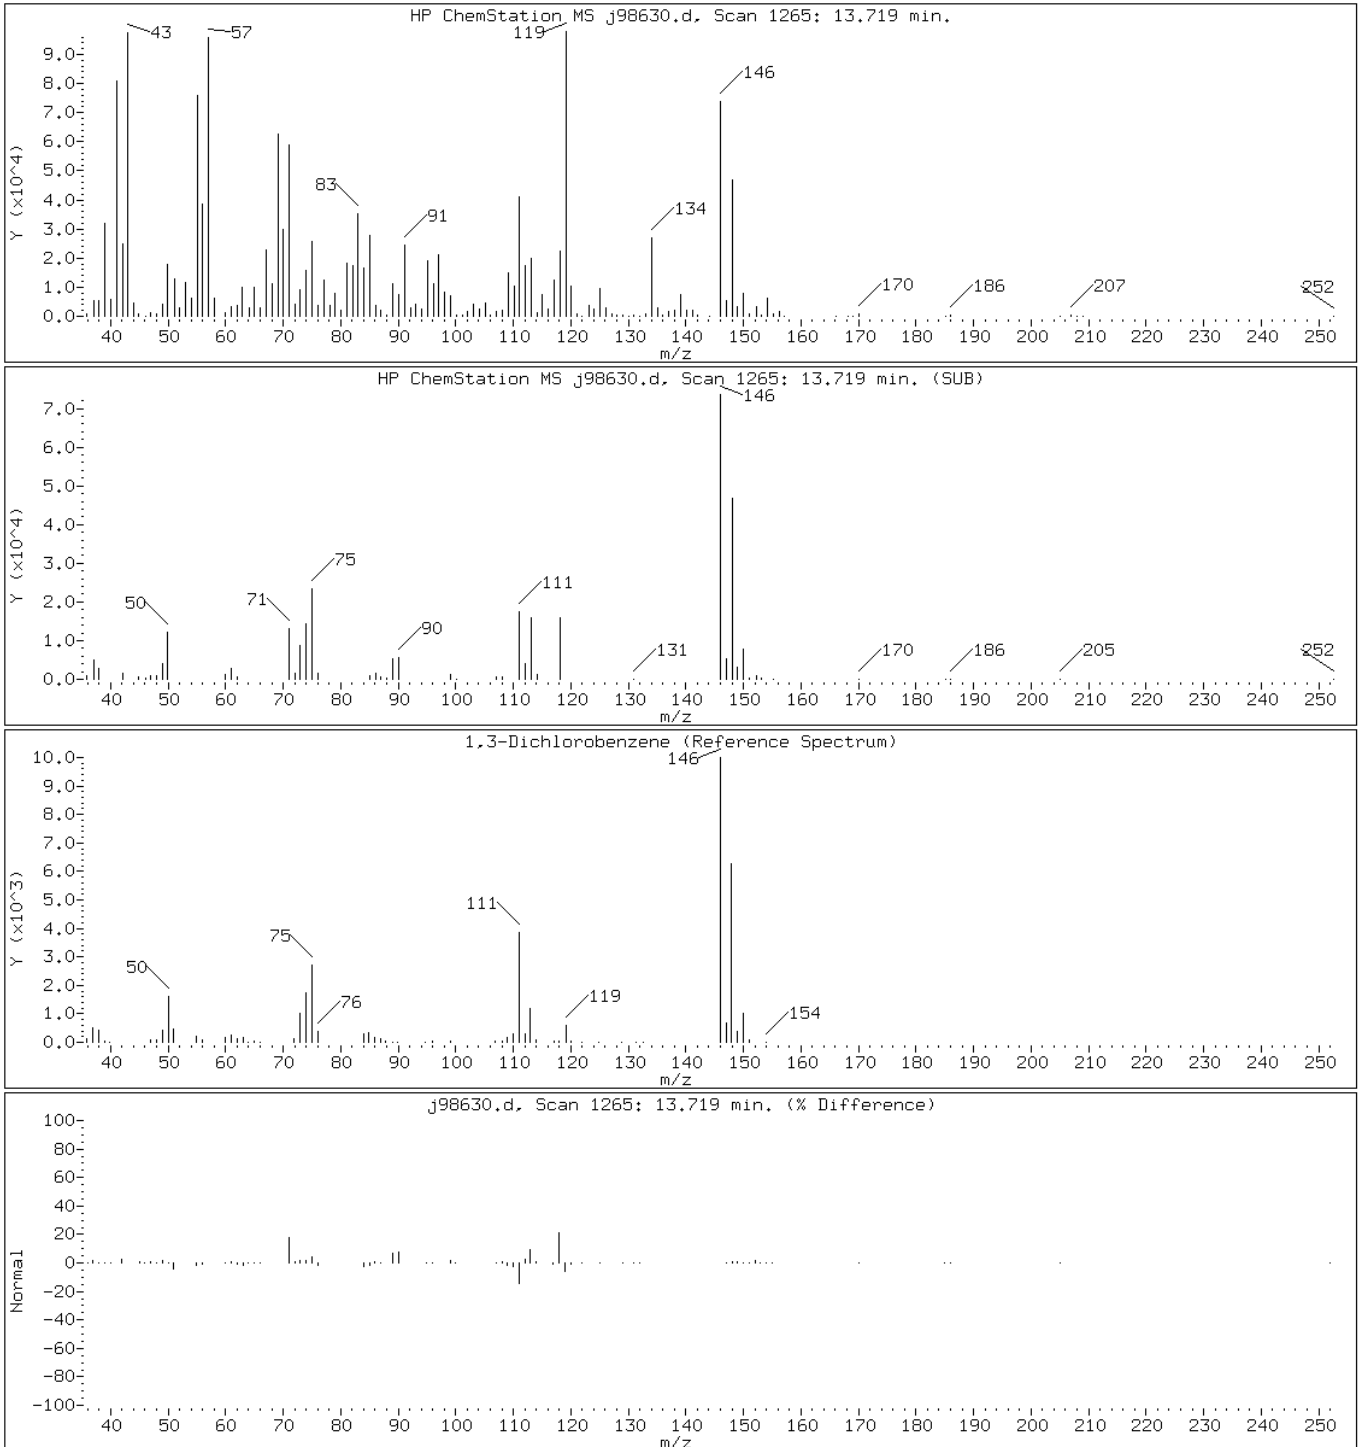 HP ChemStation MS j98630.d, Scan 1265: 13.719 min.
43 57 119 146
9.0
8.0
7.0
6.0
5.0
4.0
3.0
2.0
1.0
0.0
Y (x10^4)
83 91 134 170 186 207 252
40 50 60 70 80 90 100 110 120 130 140 150 160 170 180 190 200 210 220 230 240 250
m/z
HP ChemStation MS j98630.d, Scan 1265: 13.719 min. (SUB)
146
7.0
6.0
5.0
4.0
3.0
2.0
1.0
0.0
Y (x10^4)
50 71 75 90 111 131 170 186 205 252
40 50 60 70 80 90 100 110 120 130 140 150 160 170 180 190 200 210 220 230 240 250
m/z
1,3-Dichlorobenzene (Reference Spectrum)
146
10.0
9.0
8.0
7.0
6.0
5.0
4.0
3.0
2.0
1.0
0.0
Y (x10^3)
50 75 76 111 119 154
40 50 60 70 80 90 100 110 120 130 140 150 160 170 180 190 200 210 220 230 240 250
m/z
j98630.d, Scan 1265: 13.719 min. (% Difference)
100
80
60
40
20
0
-20
-40
-60
-80
-100
Normal
40 50 60 70 80 90 100 110 120 130 140 150 160 170 180 190 200 210 220 230 240 250
m/z